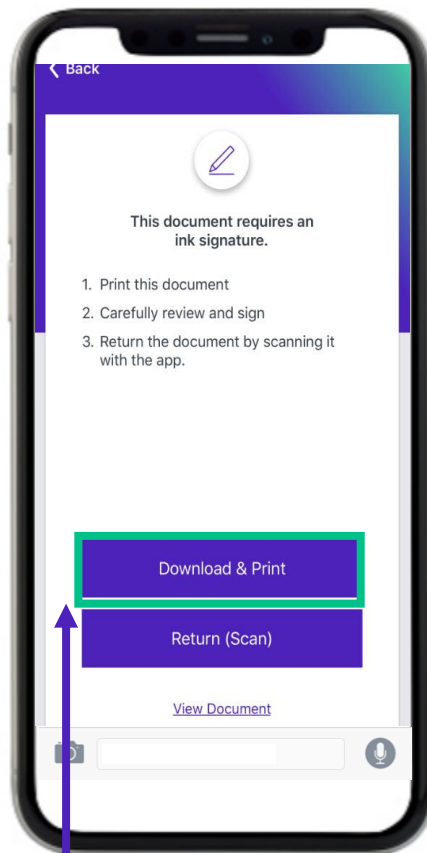 Back
This document requires an
ink signature.
1. Print this document
2. Carefully review and sign
3. Return the document by scanning it
with the app.
Download & Print
Return (Scan)
View Document